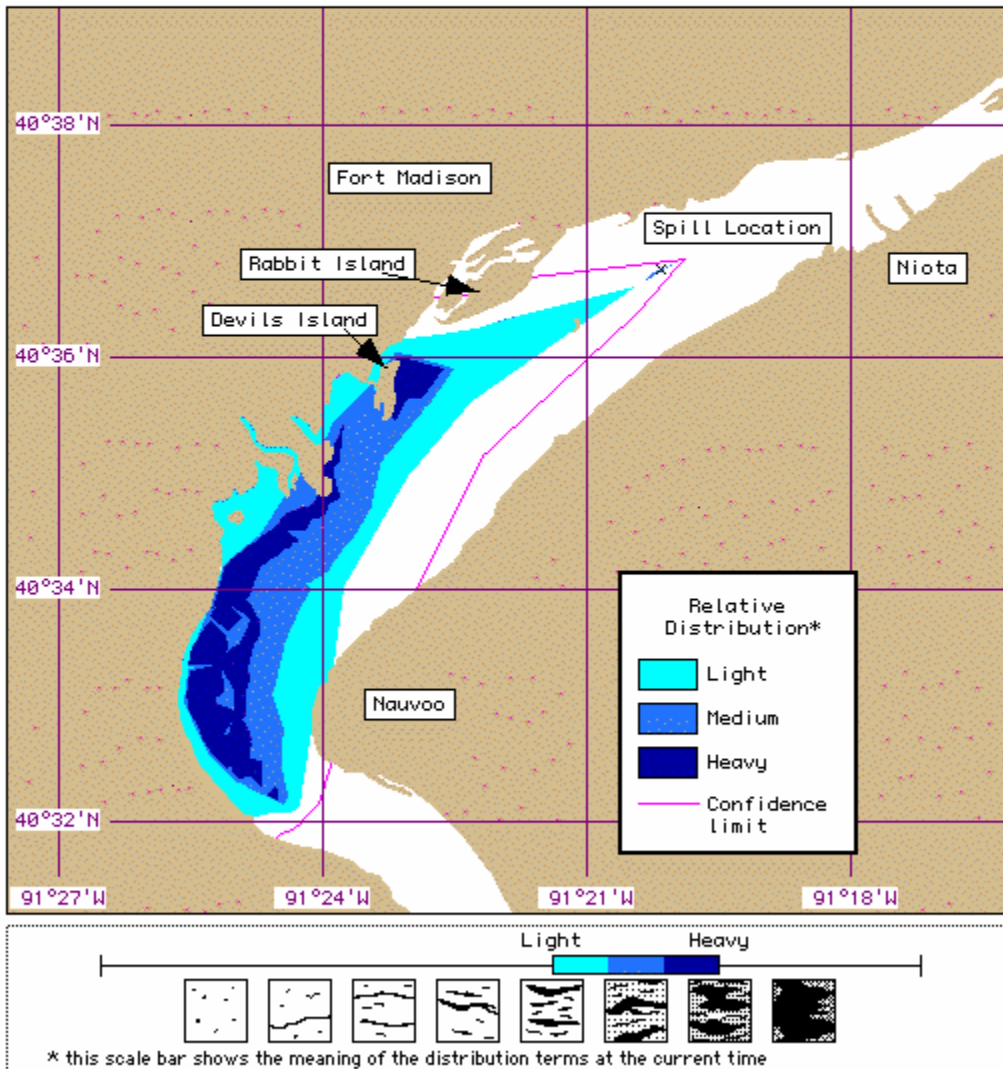 40°38'N
Fort Madison
Spill Location
Rabbit Island
Niota
Devils Island
40°36'N
40°34'N
Relative
Distribution*
Light
Medium
Heavy
Confidence
limit
Nauvoo
40°32'N
91°27'W 91°24'W 91°21'W 91°18'W
Light Heavy
* this scale bar shows the meaning of the distribution terms at the current time